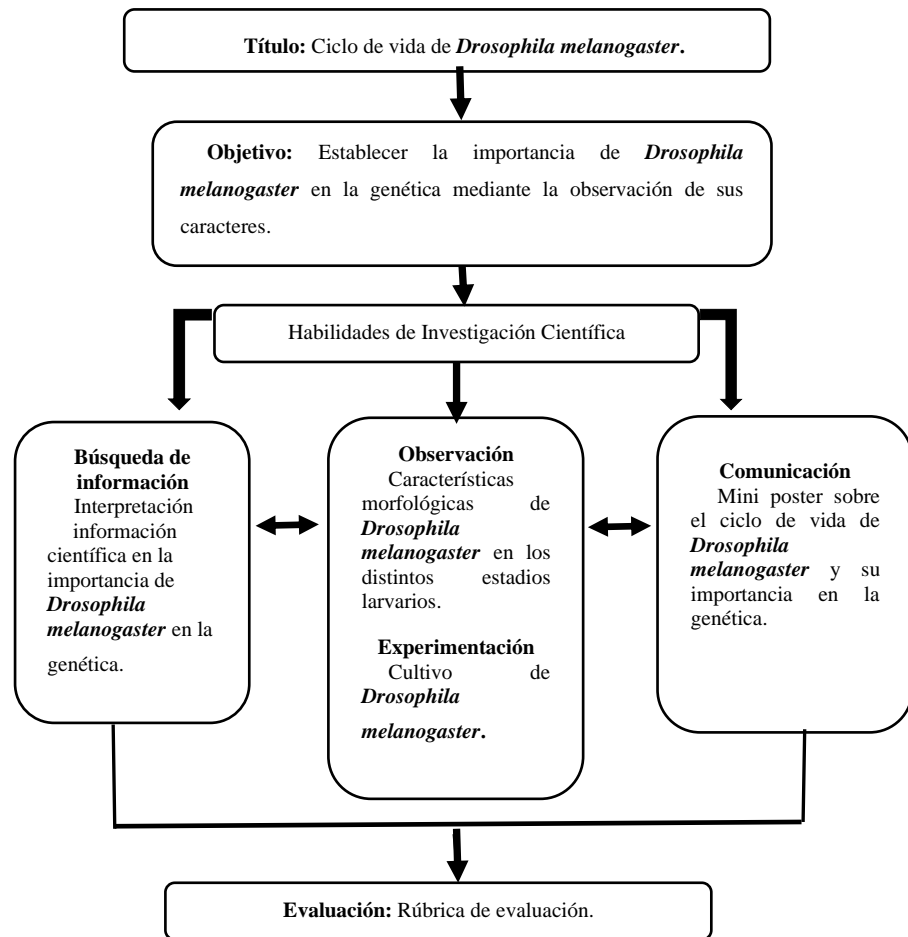 Título: Ciclo de vida de Drosophila melanogaster.
Objetivo: Establecer la importancia de Drosophila
melanogaster en la genética mediante la observación de sus
caracteres.
Habilidades de Investigación Científica
Búsqueda de
información
Interpretación
información
científica en la
importancia de
Drosophila
melanogaster en la
genética.
Observación
Características
morfológicas de
Drosophila
melanogaster en los
distintos estadios
larvarios.
Experimentación
Cultivo de
Drosophila
melanogaster.
Comunicación
Mini poster sobre
el ciclo de vida de
Drosophila
melanogaster y su
importancia en la
genética.
Evaluación: Rúbrica de evaluación.